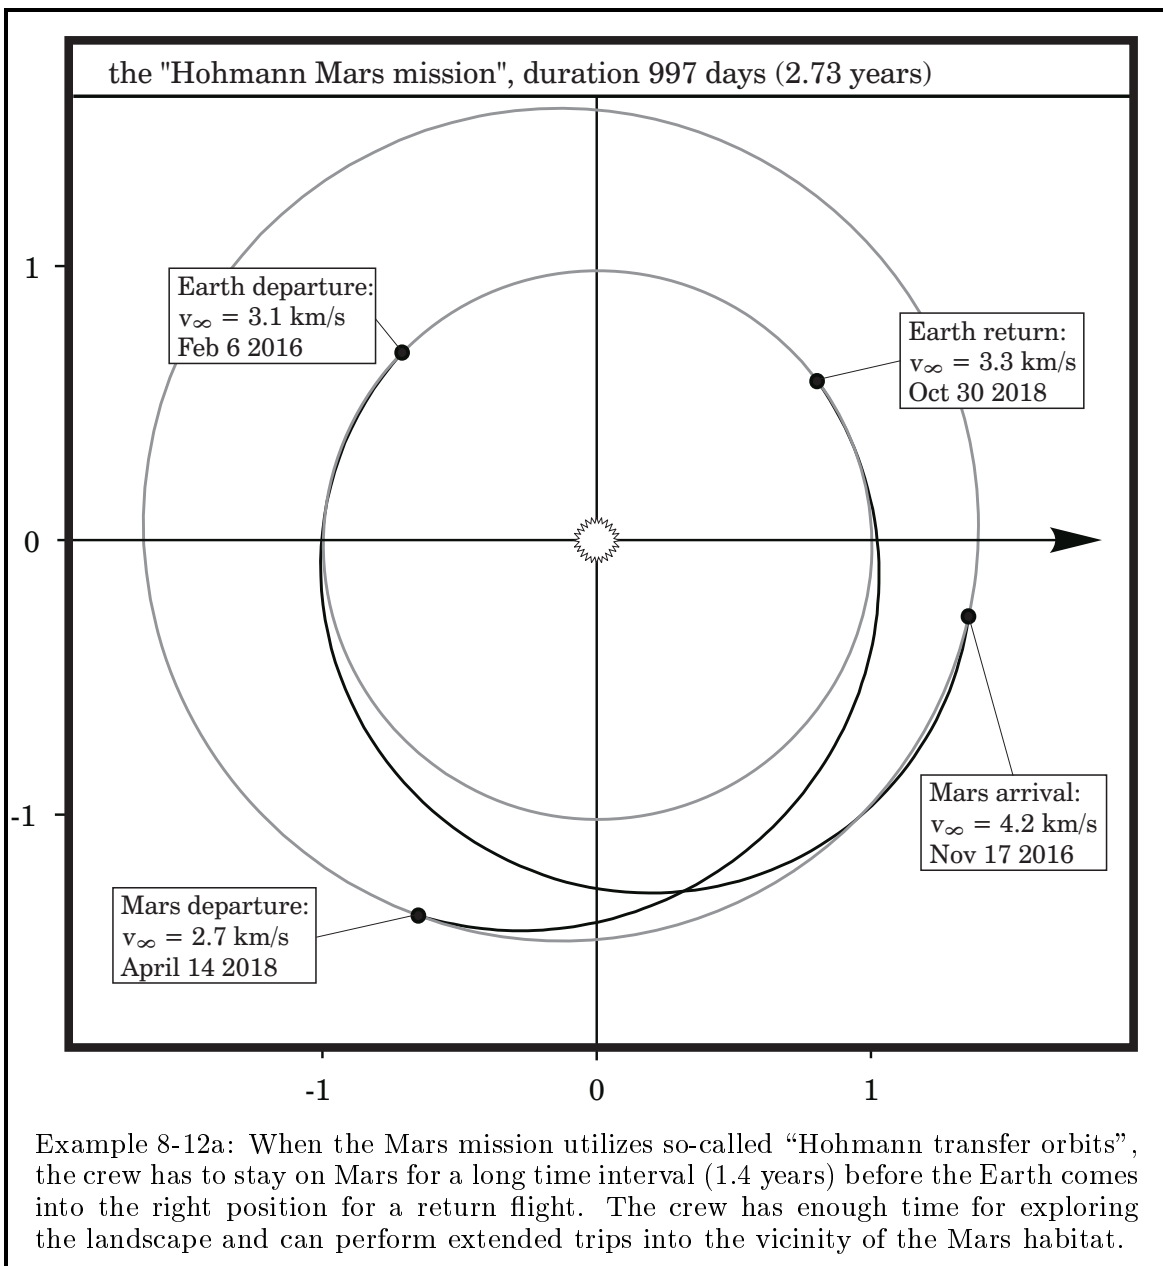 the "Hohmann Mars mission", duration 997 days (2.73 years)
1
Earth departure:
v∞ = 3.1 km/s
Feb 6 2016
Earth return:
v∞ = 3.3 km/s
Oct 30 2018
0
Mars arrival:
v∞ = 4.2 km/s
Nov 17 2016
-1
Mars departure:
v∞ = 2.7 km/s
April 14 2018
-1 0 1
Example 8-12a: When the Mars mission utilizes so-called “Hohmann transfer orbits”,
the crew has to stay on Mars for a long time interval (1.4 years) before the Earth comes
into the right position for a return flight. The crew has enough time for exploring
the landscape and can perform extended trips into the vicinity of the Mars habitat.